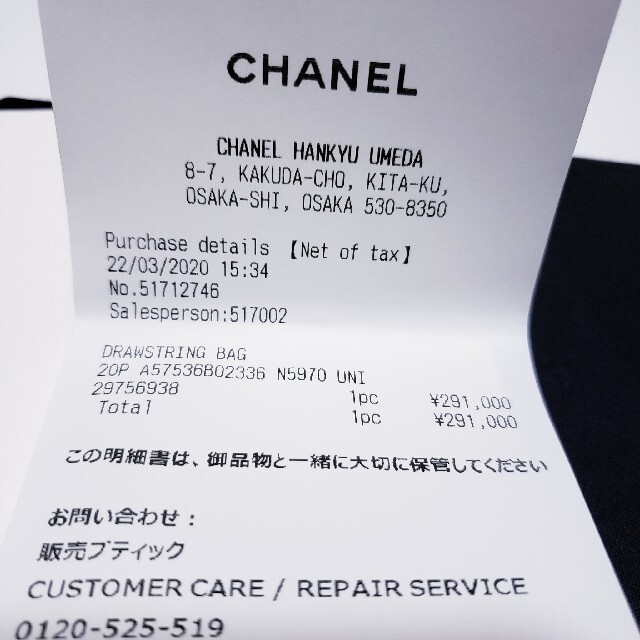 CHANEL
CHANEL HANKYU UMEDA
8-7, KAKUDA-CHO, KITA-KU,
OSAKA-SHI, OSAKA 530-8350
Purchase details 【Net of tax】
22/03/2020 15:34
No.51712746
Salesperson:517002
DRAWSTRING BAG
20P A57536B02336 N5970 UNI
29756938 1pc ¥291,000
Total 1pc ¥291,000
この明細書は、御品物と一緒に大切に保管してください
お問い合わせ：
販売ブティック
CUSTOMER CARE / REPAIR SERVICE
0120-525-519